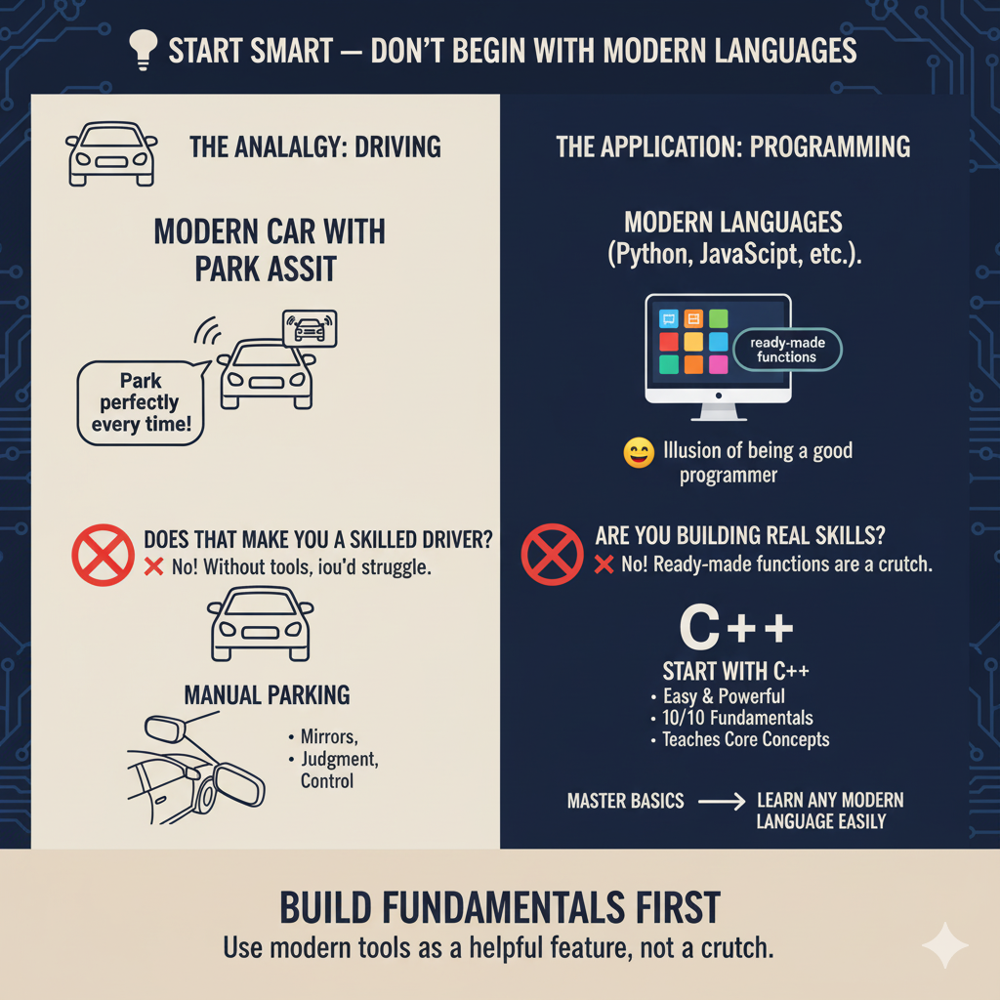 START SMART — DON'T BEGIN WITH MODERN LANGUAGES
THE ANALALGY: DRIVING
MODERN CAR WITH
PARK ASSIT
Park
perfectly
every time!
DOES THAT MAKE YOU A SKILLED DRIVER?
❌ No! Without tools, iou'd struggle.
MANUAL PARKING
• Mirrors,
• Judgment,
Control
THE APPLICATION: PROGRAMMING
MODERN LANGUAGES
(Python, JavaScipt, etc.).
ready-made
functions
😄 Illusion of being a good
programmer
ARE YOU BUILDING REAL SKILLS?
❌ No! Ready-made functions are a crutch.
C++
START WITH C++
• Easy & Powerful
• 10/10 Fundamentals
• Teaches Core Concepts
MASTER BASICS → LEARN ANY MODERN
LANGUAGE EASILY
BUILD FUNDAMENTALS FIRST
Use modern tools as a helpful feature, not a crutch.